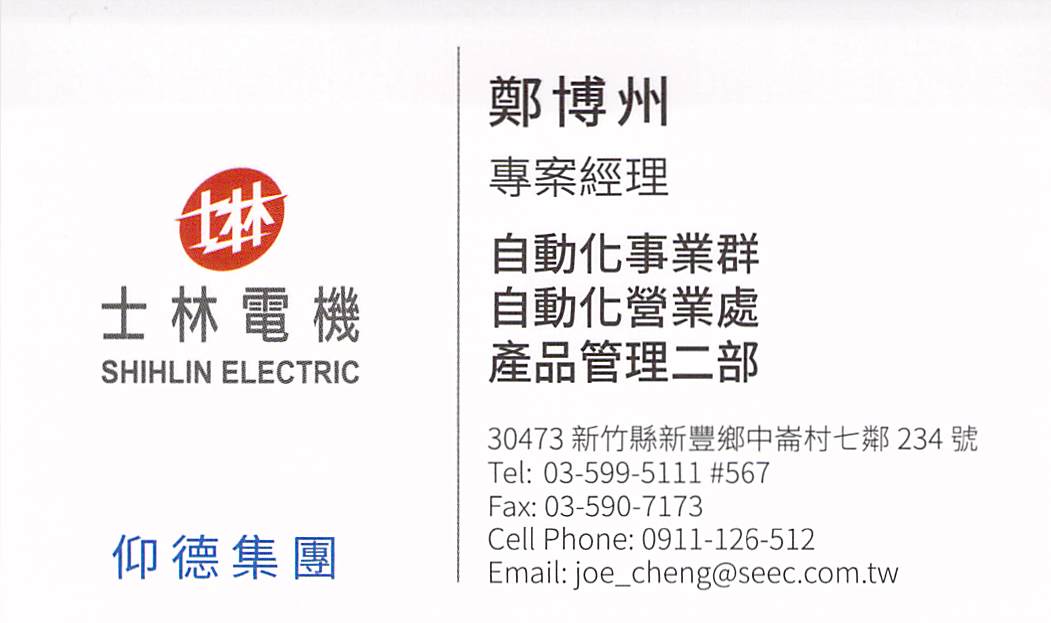 士林
士林電機
SHIHLIN ELECTRIC
仰德集團
鄭博州
專案經理
自動化事業群
自動化營業處
產品管理二部
30473 新竹縣新豐鄉中崙村七鄰 234 號
Tel: 03-599-5111 #567
Fax: 03-590-7173
Cell Phone: 0911-126-512
Email: joe_cheng@seec.com.tw